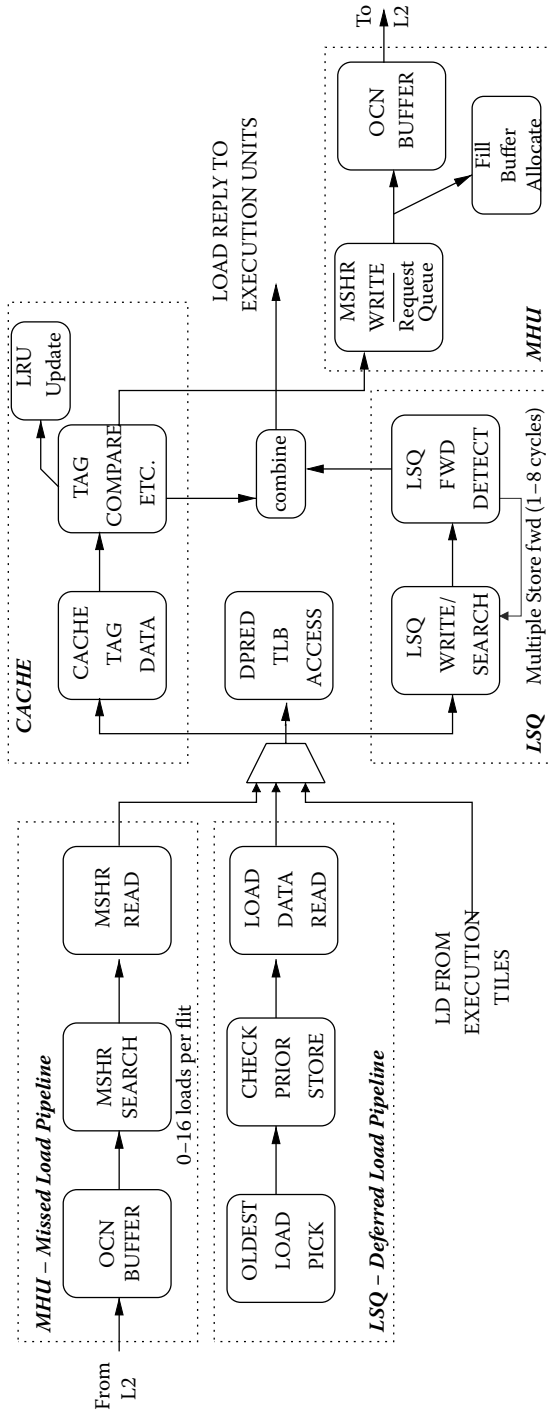 MHU – Missed Load Pipeline
From
L2
OCN
BUFFER
MSHR
SEARCH
MSHR
READ
0–16 loads per flit
OLDEST
LOAD
PICK
CHECK
PRIOR
STORE
LOAD
DATA
READ
LSQ – Deferred Load Pipeline
LD FROM
EXECUTION
TILES
CACHE
CACHE
TAG
DATA
TAG
COMPARE
ETC.
LRU
Update
DPRED
TLB
ACCESS
combine
LOAD REPLY TO
EXECUTION UNITS
LSQ
WRITE/
SEARCH
LSQ
FWD
DETECT
LSQ
Multiple Store fwd (1–8 cycles)
MSHR
WRITE
Request
Queue
OCN
BUFFER
To
L2
Fill
Buffer
Allocate
MHU